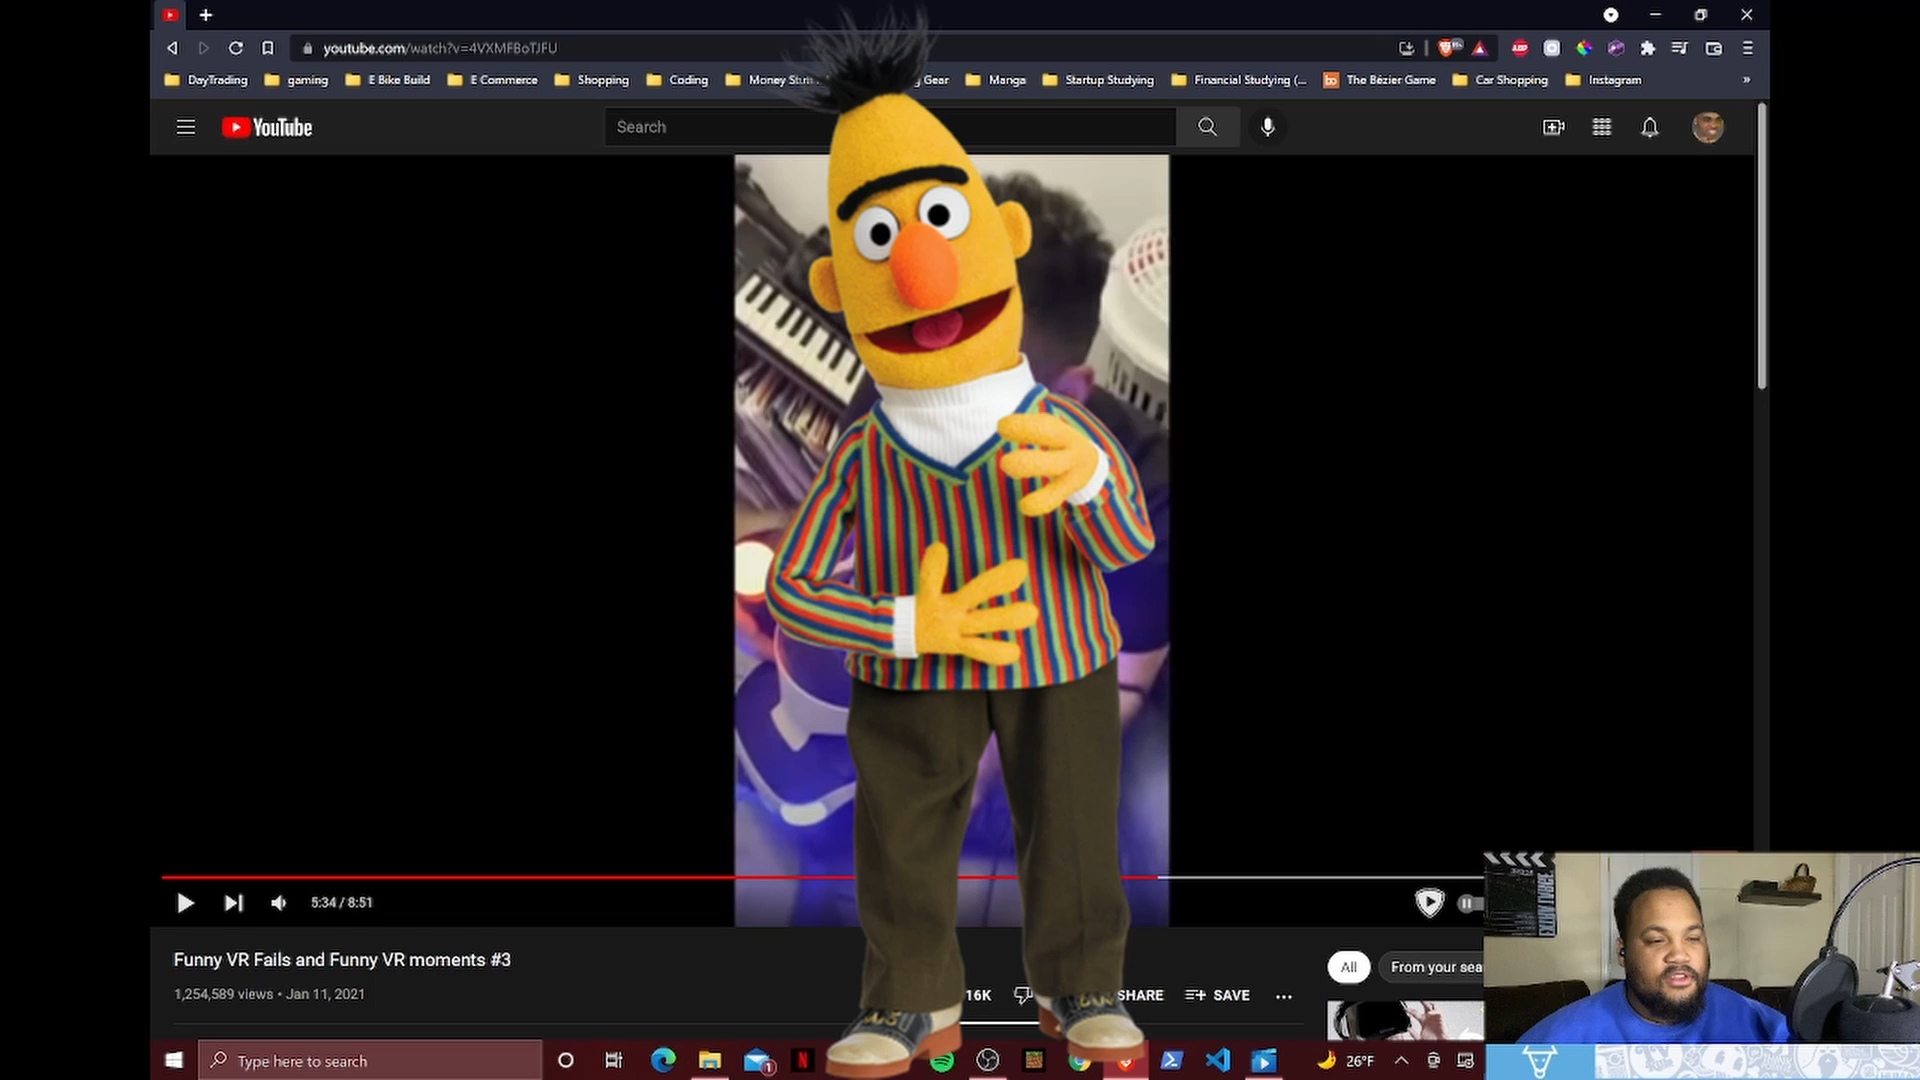 youtube.com/watch?v=4VXMFBoTJFU
DayTrading gaming E Bike Build E Commerce Shopping Coding Money Gear Manga Startup Studying Financial Studying (... bo The Bézier Game Car Shopping Instagram »
YouTube
Search
5:34 / 8:51
Funny VR Fails and Funny VR moments #3
1,254,589 views • Jan 11, 2021
16K SHARE SAVE ...
All From your sea
Type here to search
26°F